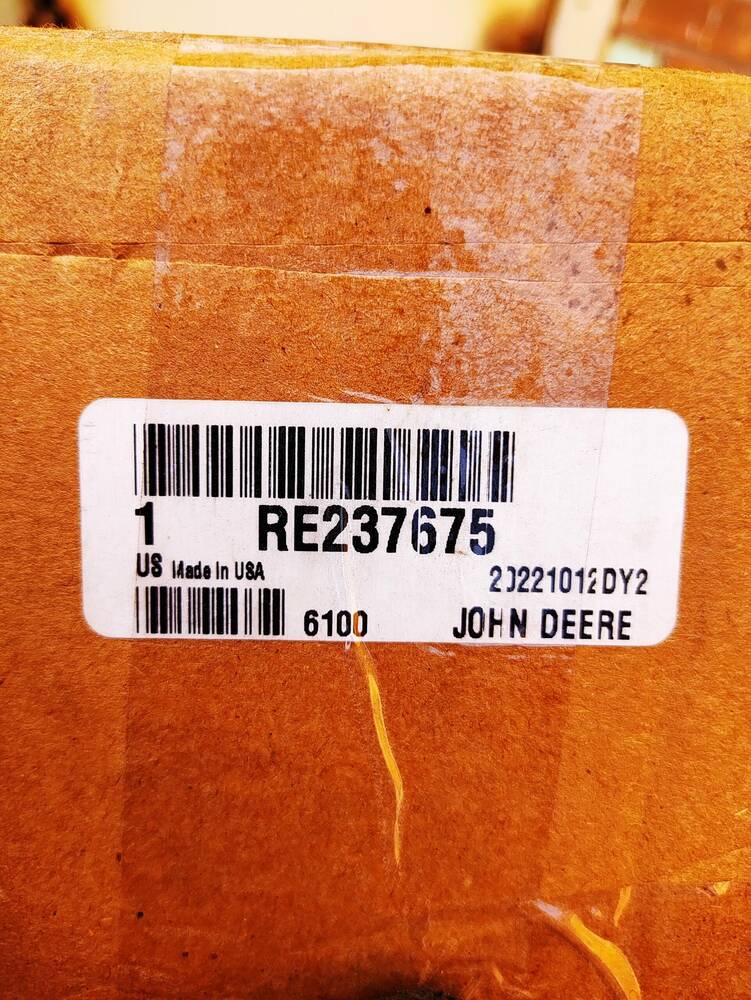 1 RE237675
US Made In USA
20221012DY2
6100 JOHN DEERE